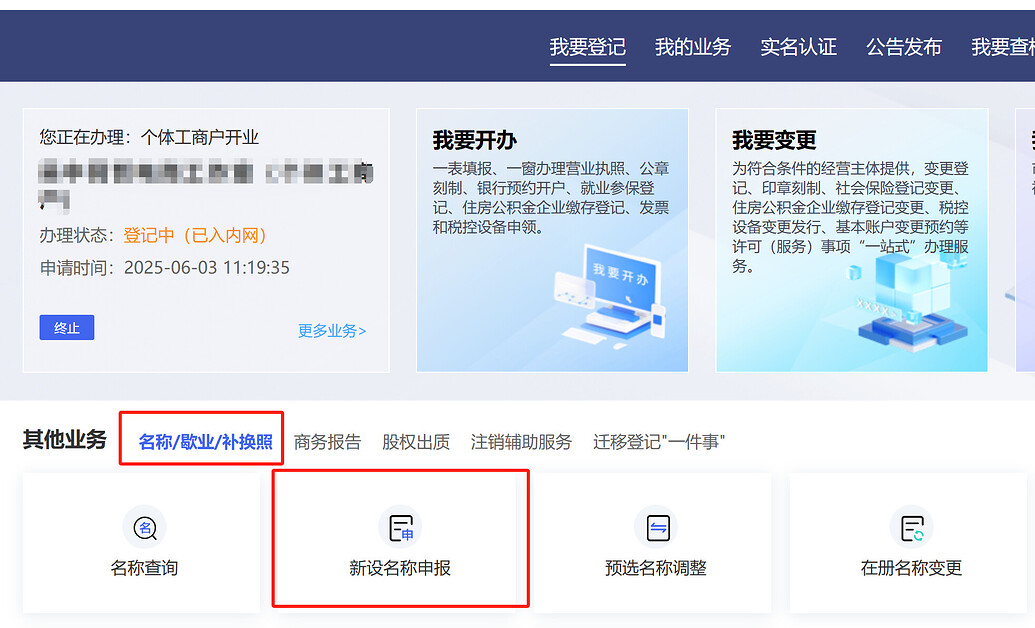 我要登记 我的业务 实名认证 公告发布 我要查
您正在办理：个体工商户开业
办理状态：登记中（已入内网）
申请时间：2025-06-03 11:19:35
终止
更多业务>
我要开办
一表填报、一窗办理营业执照、公章
刻制、银行预约开户、就业参保登
记、住房公积金企业缴存登记、发票
和税控设备申领。
我要开办
我要变更
为符合条件的经营主体提供，变更登
记、印章刻制、社会保险登记变更、
住房公积金企业缴存登记变更、税控
设备变更发行、基本账户变更预约等
许可（服务）事项“一站式”办理服
务。
XXXX
其他业务 名称/歇业/补换照 商务报告 股权出质 注销辅助服务 迁移登记"一件事"
名
名称查询
申
新设名称申报
预选名称调整
在册名称变更